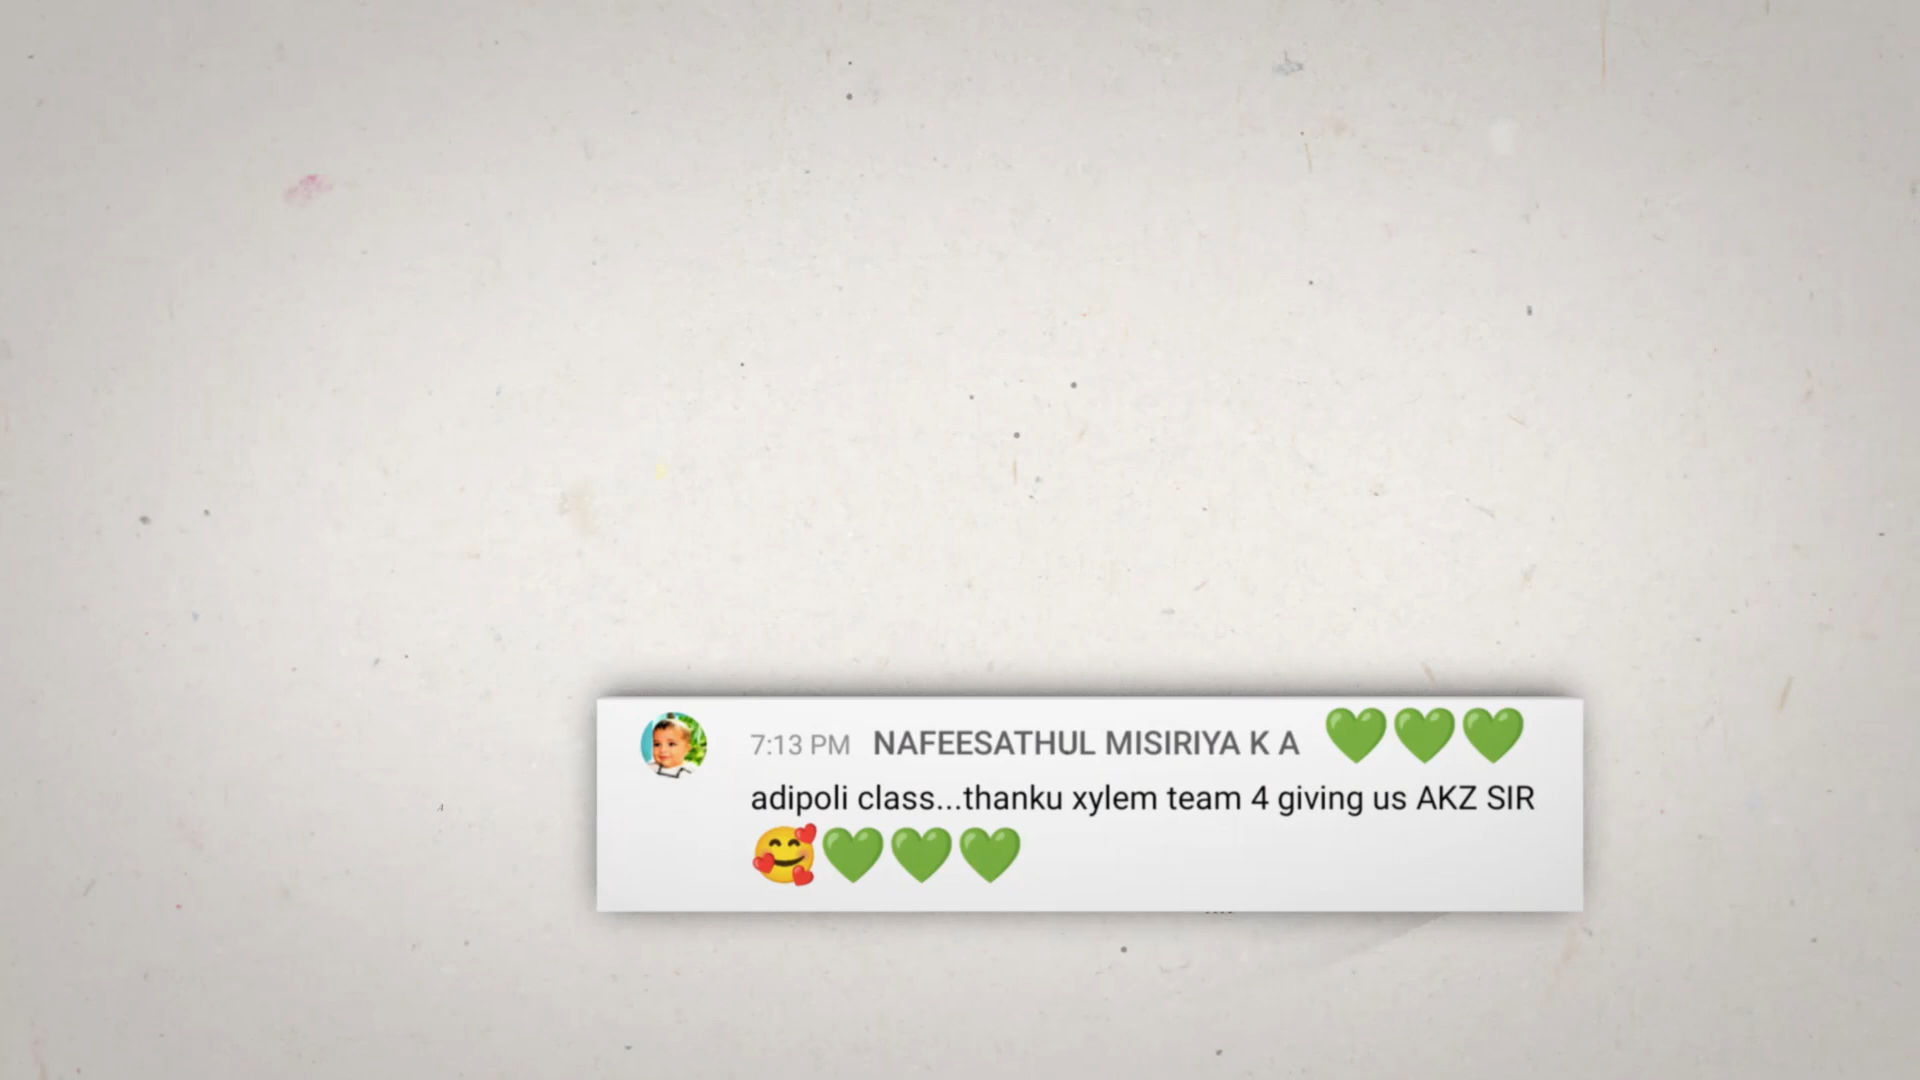 7:13 PM NAFEESATHUL MISIRIYA K A 💚💚💚
adipoli class...thanku xylem team 4 giving us AKZ SIR
🥰💚💚💚